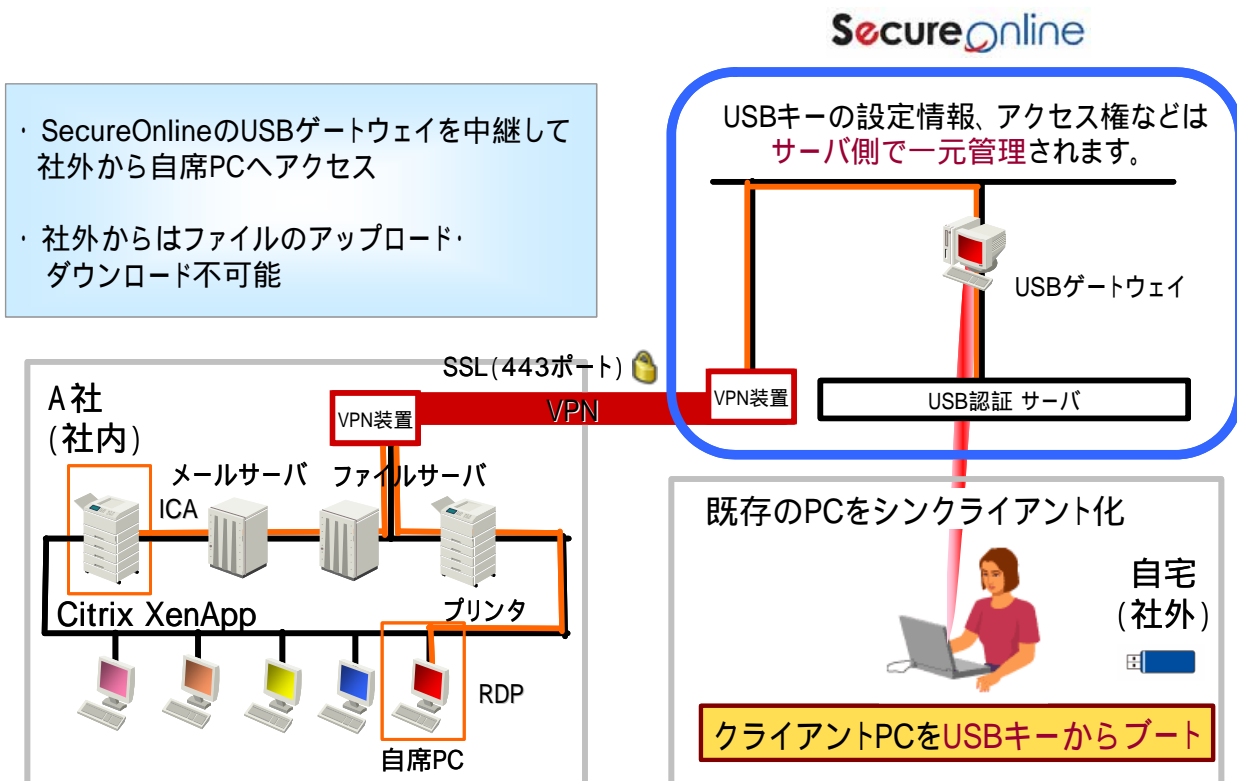 SecureOnline
・SecureOnlineのUSBゲートウェイを中継して
社外から自席PCへアクセス
・社外からはファイルのアップロード・
ダウンロード不可能
USBキーの設定情報、アクセス権などは
サーバ側で一元管理されます。
USBゲートウェイ
USB認証 サーバ
VPN装置
SSL(443ポート)
VPN
VPN装置
A社
(社内)
メールサーバ
ファイルサーバ
ICA
Citrix XenApp
プリンタ
RDP
自席PC
既存のPCをシンクライアント化
自宅
(社外)
クライアントPCをUSBキーからブート